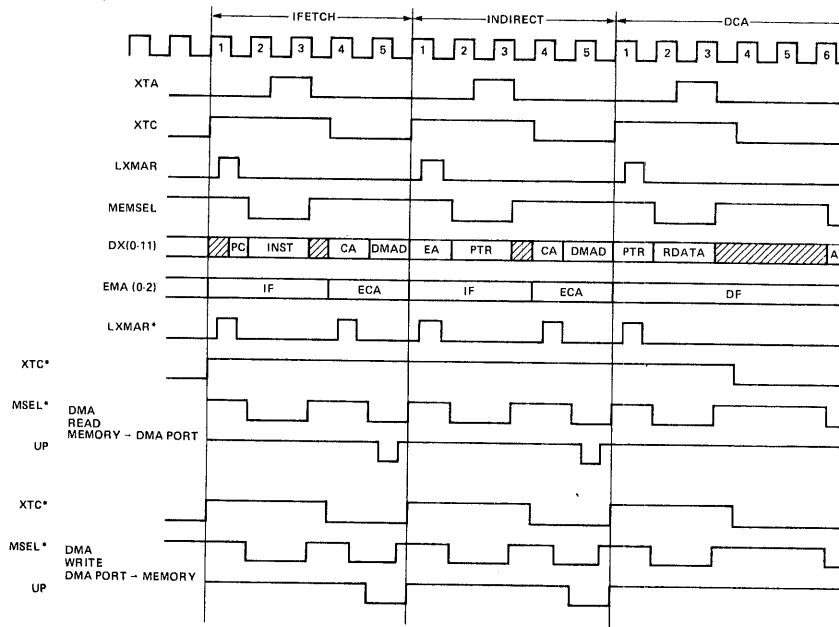 IFETCH INDIRECT DCA
1 2 3 4 5 1 2 3 4 5 1 2 3 4 5 6
XTA
XTC
LXMAR
MEMSEL
DX(0-11) PC INST CA DMAD EA PTR CA DMAD PTR RDATA A
EMA (0-2) IF ECA IF ECA DF
LXMAR*
XTC*
MSEL* DMA
READ
MEMORY → DMA PORT
UP
XTC*
MSEL* DMA
WRITE
DMA PORT → MEMORY
UP